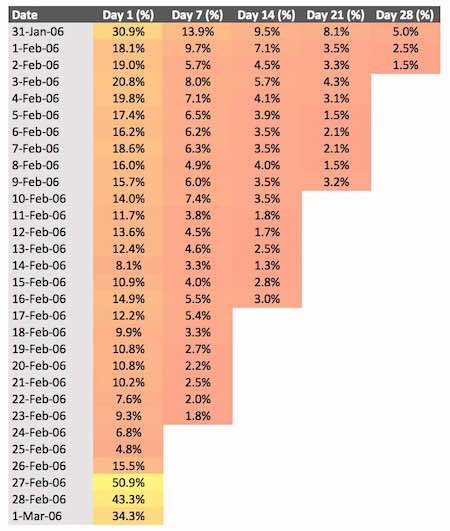 Date Day 1 (%) Day 7 (%) Day 14 (%) Day 21 (%) Day 28 (%)
31-Jan-06 30.9% 13.9% 9.5% 8.1% 5.0%
1-Feb-06 18.1% 9.7% 7.1% 3.5% 2.5%
2-Feb-06 19.0% 5.7% 4.5% 3.3% 1.5%
3-Feb-06 20.8% 8.0% 5.7% 4.3%
4-Feb-06 19.8% 7.1% 4.1% 3.1%
5-Feb-06 17.4% 6.5% 3.9% 1.5%
6-Feb-06 16.2% 6.2% 3.5% 2.1%
7-Feb-06 18.6% 6.3% 3.5% 2.1%
8-Feb-06 16.0% 4.9% 4.0% 1.5%
9-Feb-06 15.7% 6.0% 3.5% 3.2%
10-Feb-06 14.0% 7.4% 3.5%
11-Feb-06 11.7% 3.8% 1.8%
12-Feb-06 13.6% 4.5% 1.7%
13-Feb-06 12.4% 4.6% 2.5%
14-Feb-06 8.1% 3.3% 1.3%
15-Feb-06 10.9% 4.0% 2.8%
16-Feb-06 14.9% 5.5% 3.0%
17-Feb-06 12.2% 5.4%
18-Feb-06 9.9% 3.3%
19-Feb-06 10.8% 2.7%
20-Feb-06 10.8% 2.2%
21-Feb-06 10.2% 2.5%
22-Feb-06 7.6% 2.0%
23-Feb-06 9.3% 1.8%
24-Feb-06 6.8%
25-Feb-06 4.8%
26-Feb-06 15.5%
27-Feb-06 50.9%
28-Feb-06 43.3%
1-Mar-06 34.3%